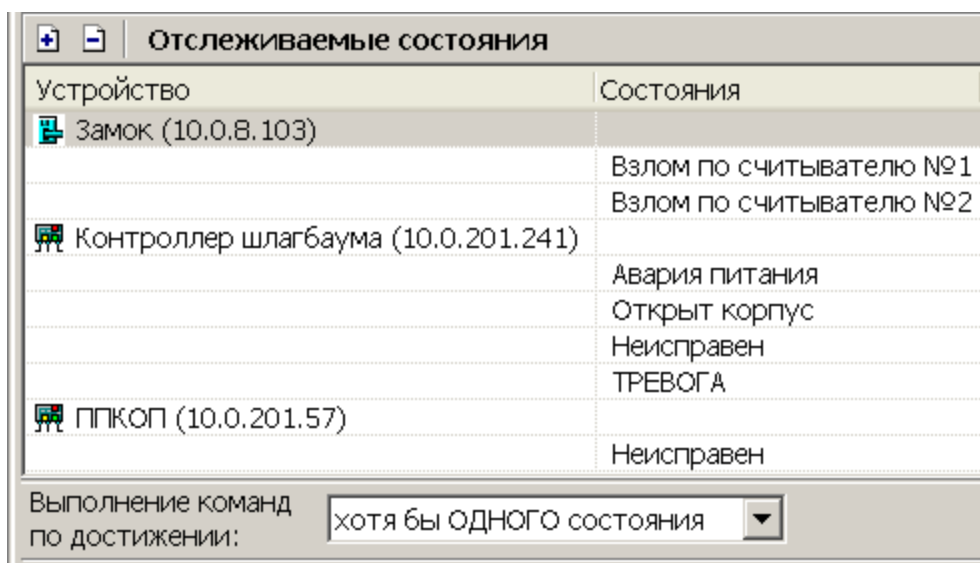 Отслеживаемые состояния
Устройство Состояния
Замок (10.0.8.103)
Взлом по считывателю №1
Взлом по считывателю №2
Контроллер шлагбаума (10.0.201.241)
Авария питания
Открыт корпус
Неисправен
ТРЕВОГА
ППКОП (10.0.201.57)
Неисправен
Выполнение команд
по достижении:
хотя бы ОДНОГО состояния